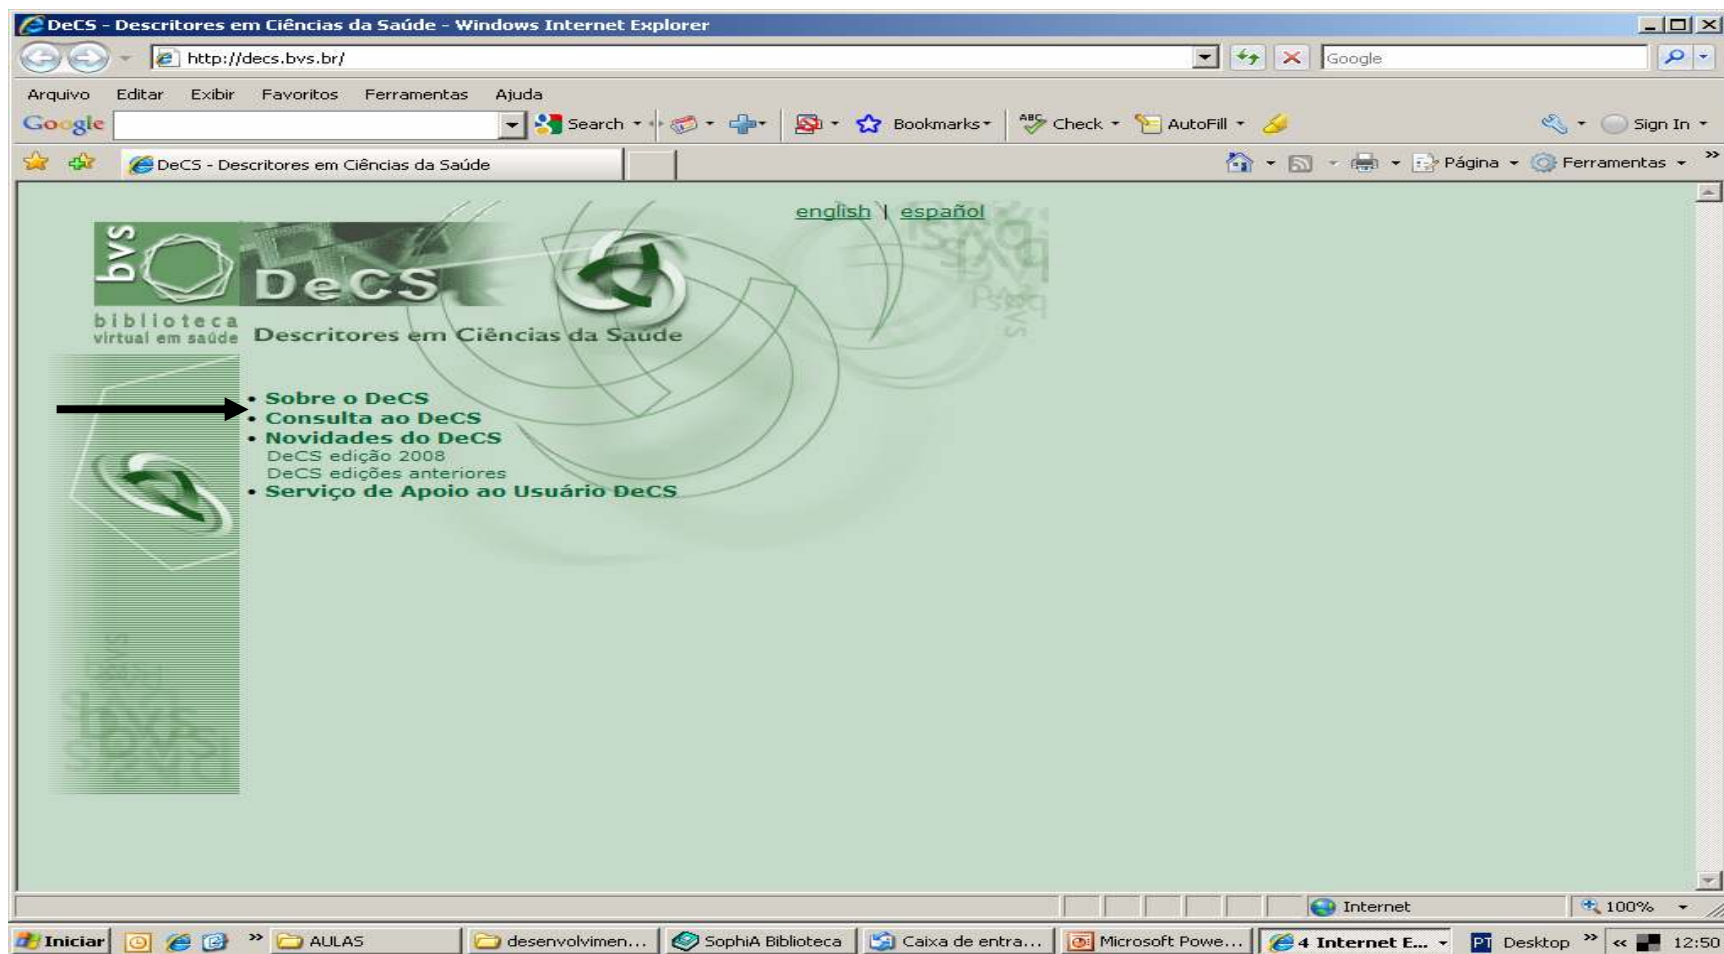 DeCS - Descritores em Ciências da Saúde - Windows Internet Explorer
http://decs.bvs.br/
Google
Arquivo Editar Exibir Favoritos Ferramentas Ajuda
Google Search Bookmarks ABC Check AutoFill Sign In
DeCS - Descritores em Ciências da Saúde Página Ferramentas »
english | español
bvs
DeCS
biblioteca
virtual em saúde
Descritores em Ciências da Saúde
• Sobre o DeCS
• Consulta ao DeCS
• Novidades do DeCS
DeCS edição 2008
DeCS edições anteriores
• Serviço de Apoio ao Usuário DeCS
bvs
Internet 100%
Iniciar » AULAS desenvolvimen... SophiA Biblioteca Caixa de entra... Microsoft Powe... 4 Internet E... PT Desktop » « 12:50